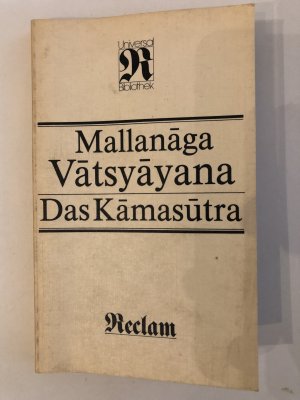 Universal
R
Bibliothek
Mallanāga
Vātsyāyana
Das Kāmasūtra
Reclam